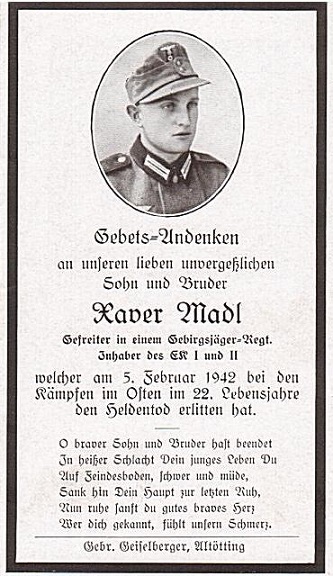 Gebets-Andenken
an unseren lieben unvergeßlichen
Sohn und Bruder
Xaver Madl
Gefreiter in einem Gebirgsjäger-Regt.
Inhaber des EK I und II
welcher am 5. Februar 1942 bei den
Kämpfen im Osten im 22. Lebensjahre
den Heldentod erlitten hat.
O braver Sohn und Bruder hast beendet
In heißer Schlacht Dein junges Leben Du
Auf Feindesboden, schwer und müde,
Sank hin Dein Haupt zur letzten Ruh,
Nun ruhe sanft du gutes braves Herz
Wer dich gekannt, fühlt unsern Schmerz.
Gebr. Geiselberger, Altötting